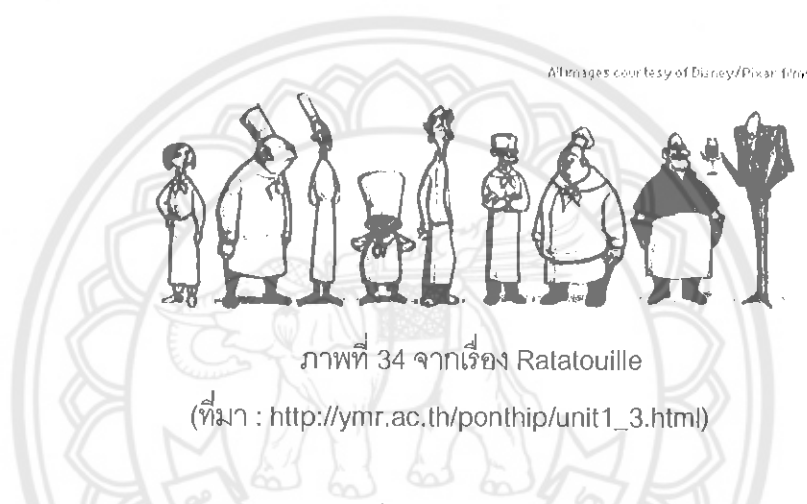 All images courtesy of Disney/Pixar films
ภาพที่ 34 จากเรื่อง Ratatouille
(ที่มา : http://ymr.ac.th/ponthip/unit1_3.html)